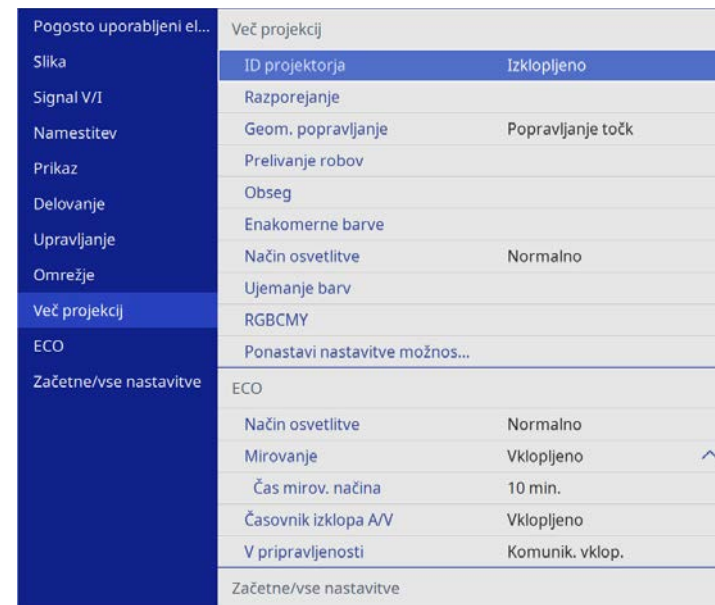 Pogosto uporabljeni el...
Slika
Signal V/I
Namestitev
Prikaz
Delovanje
Upravljanje
Omrežje
Več projekcij
ECO
Začetne/vse nastavitve
Več projekcij
ID projektorja Izklopljeno
Razporejanje
Geom. popravljanje Popravljanje točk
Prelivanje robov
Obseg
Enakomerne barve
Način osvetlitve Normalno
Ujemanje barv
RGBCMY
Ponastavi nastavitve možnos...
ECO
Način osvetlitve Normalno
Mirovanje Vklopljeno
Čas mirov. načina 10 min.
Časovnik izklopa A/V Vklopljeno
V pripravljenosti Komunik. vklop.
Začetne/vse nastavitve